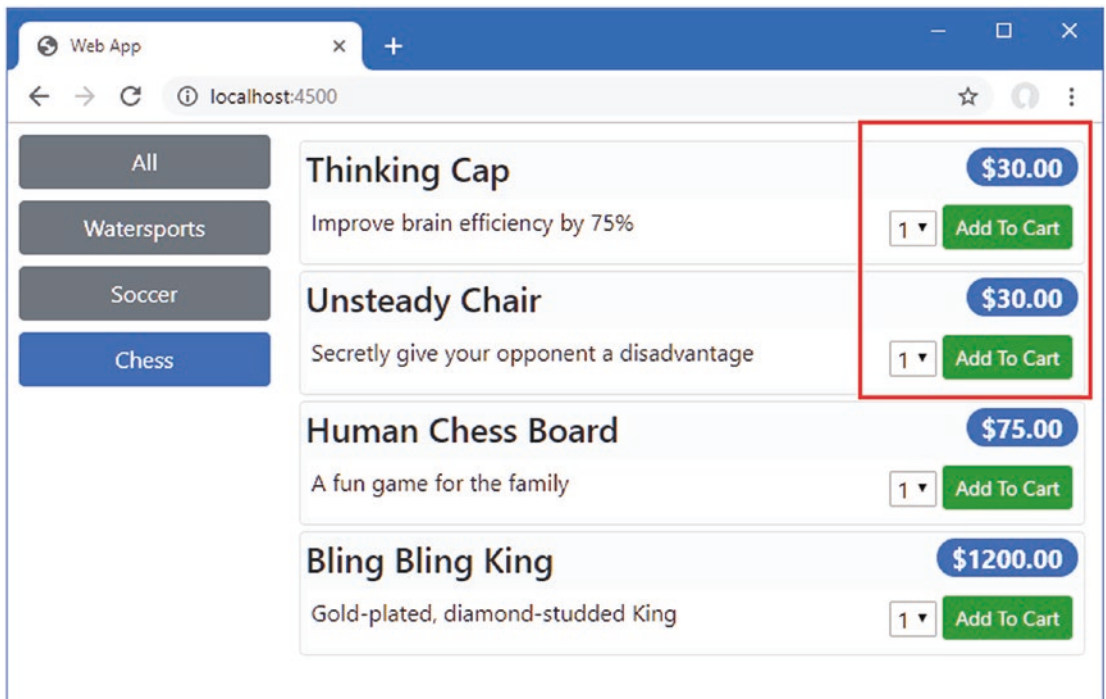 Web App
localhost:4500
All
Watersports
Soccer
Chess
Thinking Cap $30.00
Improve brain efficiency by 75% 1 Add To Cart
Unsteady Chair $30.00
Secretly give your opponent a disadvantage 1 Add To Cart
Human Chess Board $75.00
A fun game for the family 1 Add To Cart
Bling Bling King $1200.00
Gold-plated, diamond-studded King 1 Add To Cart